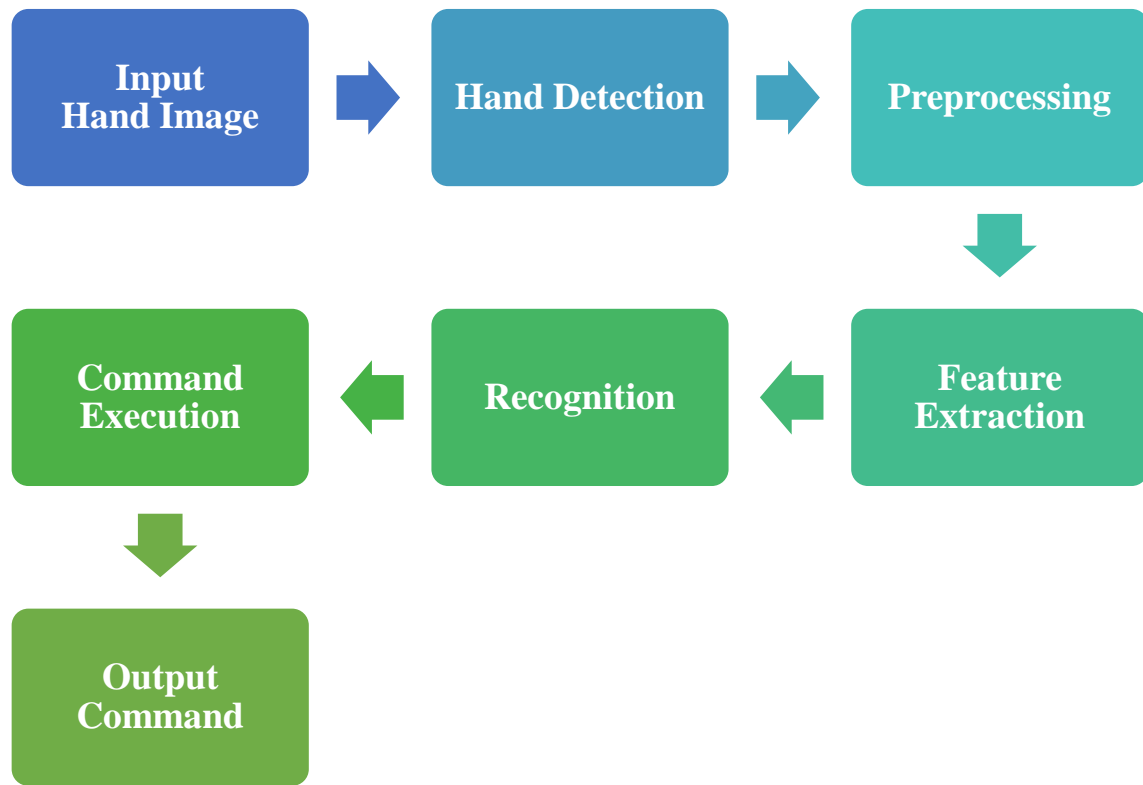 Input
Hand Image
Hand Detection
Preprocessing
Feature
Extraction
Recognition
Command
Execution
Output
Command